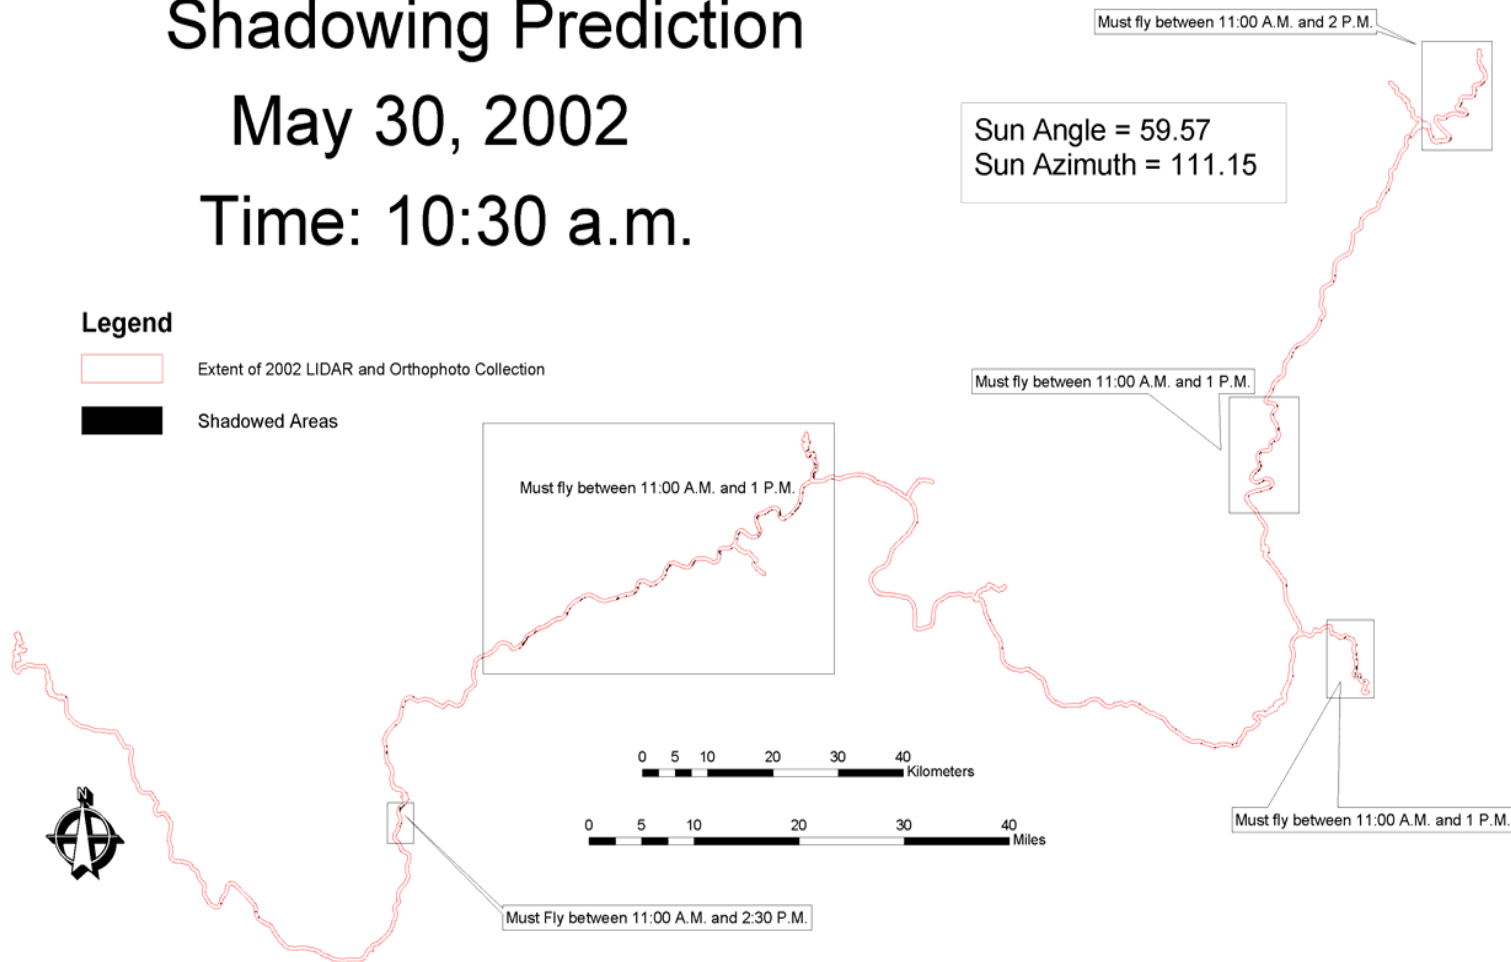 Shadowing Prediction
May 30, 2002
Time: 10:30 a.m.
Must fly between 11:00 A.M. and 2 P.M.
Sun Angle = 59.57
Sun Azimuth = 111.15
Legend
Extent of 2002 LIDAR and Orthophoto Collection
Shadowed Areas
Must fly between 11:00 A.M. and 1 P.M.
Must fly between 11:00 A.M. and 1 P.M.
0 5 10 20 30 40
Kilometers
0 5 10 20 30 40
Miles
N
Must fly between 11:00 A.M. and 1 P.M.
Must Fly between 11:00 A.M. and 2:30 P.M.